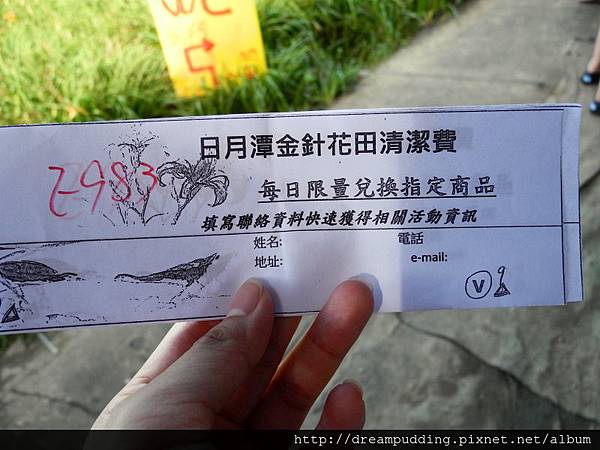 WC
日月潭金針花田清潔費
E983
每日限量兌換指定商品
填寫聯絡資料快速獲得相關活動資訊
姓名:
電話
地址:
e-mail:
V
http://dreampudding.pixnet.net/album